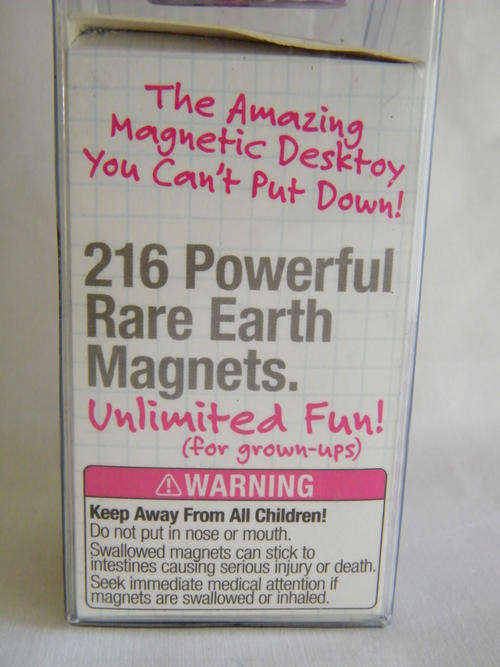 The Amazing
Magnetic Desktoy
You Can't Put Down!
216 Powerful
Rare Earth
Magnets.
Unlimited Fun!
(for grown-ups)
⚠WARNING
Keep Away From All Children!
Do not put in nose or mouth.
Swallowed magnets can stick to
intestines causing serious injury or death.
Seek immediate medical attention if
magnets are swallowed or inhaled.